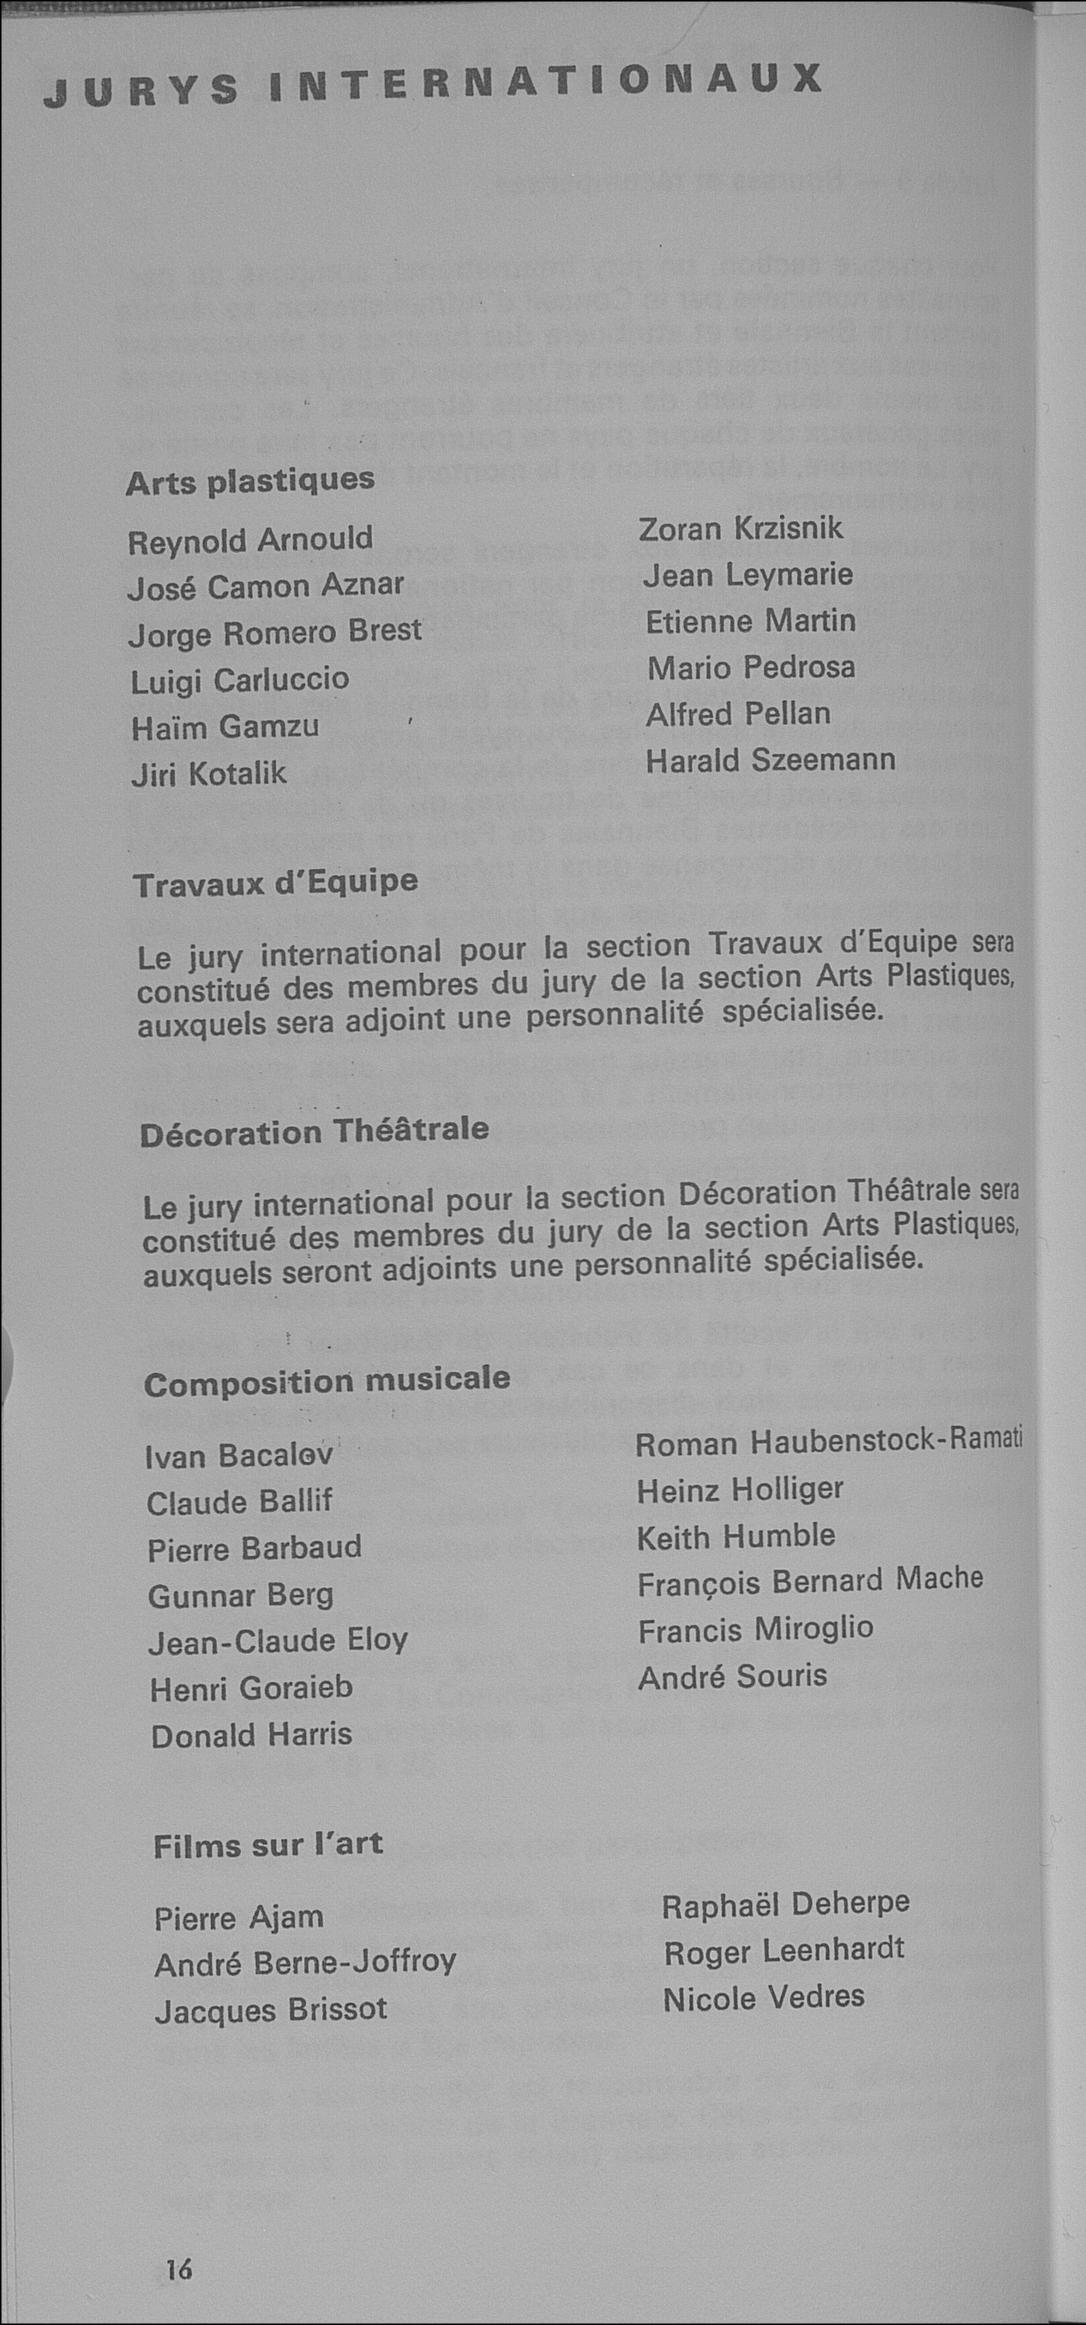 JURYS INTERNATIONAUX
Arts plastiques
Reynold Arnould
José Camon Aznar
Jorge Romero Brest
Luigi Carluccio
Haïm Gamzu
Jiri Kotalik
Zoran Krzisnik
Jean Leymarie
Etienne Martin
Mario Pedrosa
Alfred Pellan
Harald Szeemann
Travaux d'Equipe
Le jury international pour la section Travaux d'Equipe sera
constitué des membres du jury de la section Arts Plastiques,
auxquels sera adjoint une personnalité spécialisée.
Décoration Théâtrale
Le jury international pour la section Décoration Théâtrale sera
constitué des membres du jury de la section Arts Plastiques,
auxquels seront adjoints une personnalité spécialisée.
Composition musicale
Ivan Bacalov
Claude Ballif
Pierre Barbaud
Gunnar Berg
Jean-Claude Eloy
Henri Goraieb
Donald Harris
Roman Haubenstock-Ramati
Heinz Holliger
Keith Humble
François Bernard Mache
Francis Miroglio
André Souris
Films sur l'art
Pierre Ajam
André Berne-Joffroy
Jacques Brissot
Raphaël Deherpe
Roger Leenhardt
Nicole Vedres
16